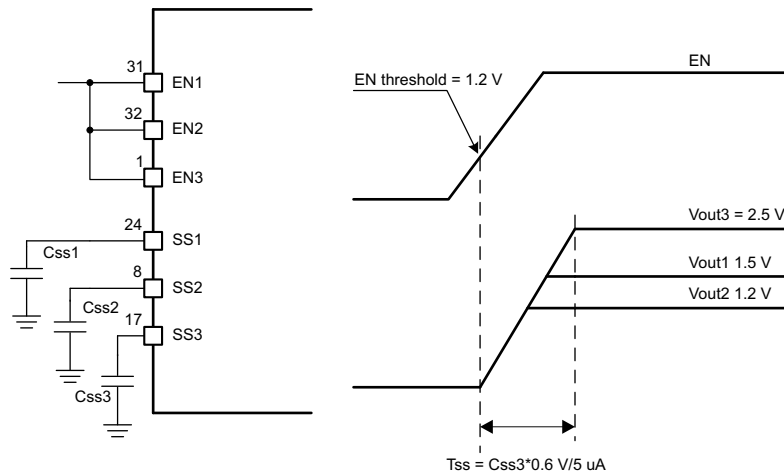 31
EN1
32
EN2
1
EN3
24
SS1
Css1
8
SS2
Css2
17
SS3
Css3
EN threshold = 1.2 V
EN
Vout3 = 2.5 V
Vout1 1.5 V
Vout2 1.2 V
Tss = Css3*0.6 V/5 uA